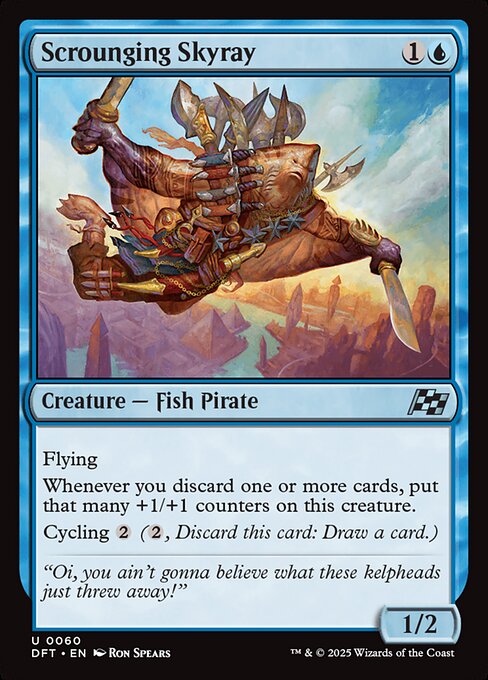 Scrounging Skyray 1
Creature — Fish Pirate
Flying
Whenever you discard one or more cards, put
that many +1/+1 counters on this creature.
Cycling 2 (2, Discard this card: Draw a card.)
“Oi, you ain’t gonna believe what these kelpheads
just threw away!”
1/2
U 0060
DFT • EN Ron Spears
™ & © 2025 Wizards of the Coast